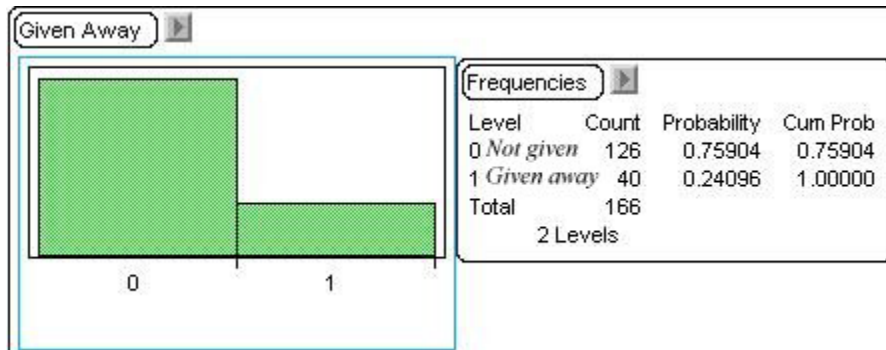 Given Away
Frequencies
Level Count Probability Cum Prob
0 Not given 126 0.75904 0.75904
1 Given away 40 0.24096 1.00000
Total 166
2 Levels
0 1